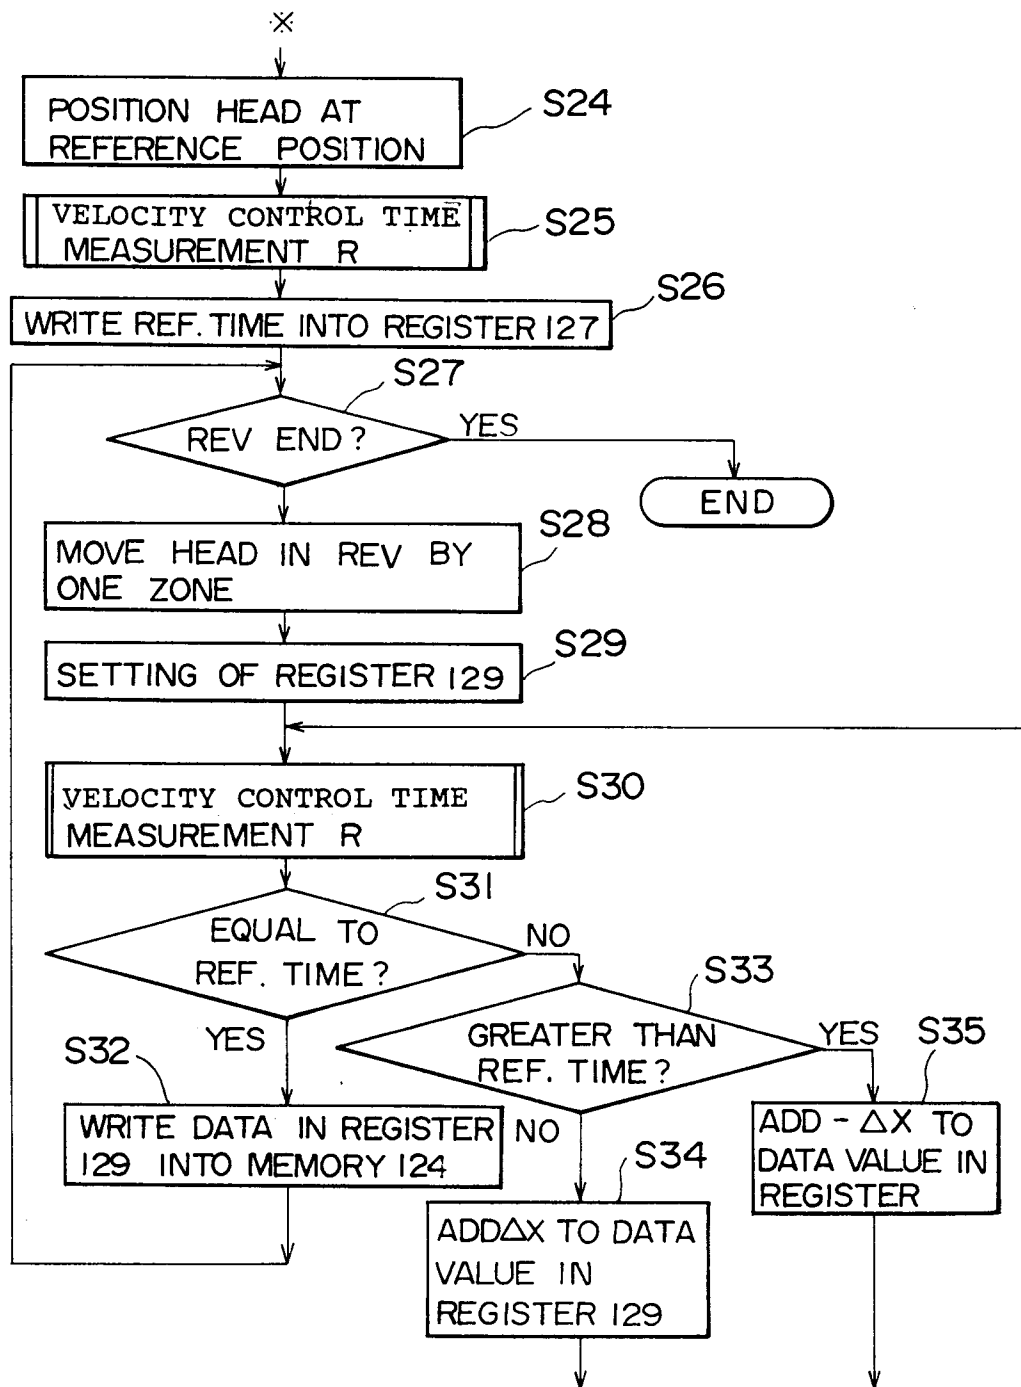 ※
POSITION HEAD AT
REFERENCE POSITION
S24
VELOCITY CONTROL TIME
MEASUREMENT R
S25
S26
WRITE REF. TIME INTO REGISTER 127
S27
REV END?
YES
END
S28
MOVE HEAD IN REV BY
ONE ZONE
S29
SETTING OF REGISTER 129
S30
VELOCITY CONTROL TIME
MEASUREMENT R
S31
EQUAL TO
REF. TIME?
NO
YES
S33
GREATER THAN
REF. TIME?
YES
NO
S32
WRITE DATA IN REGISTER
129 INTO MEMORY 124
S35
ADD - ΔX TO
DATA VALUE IN
REGISTER
S34
ADDΔX TO DATA
VALUE IN
REGISTER 129